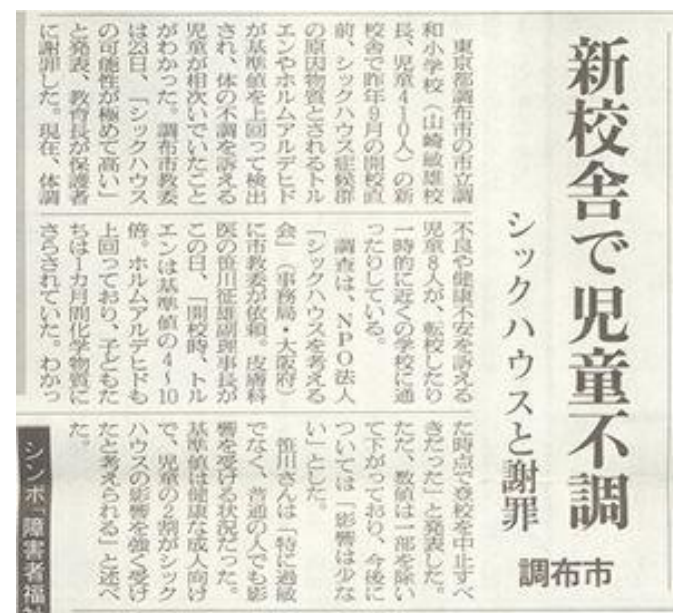 新校舎で児童不調
シックハウスと謝罪
調布市
東京都調布市の市立調
和小学校（山崎敏雄校
長、児童410人）の新
校舎で昨年9月の開校直
前、シックハウス症候群
の原因物質とされるトル
エンやホルムアルデヒド
が基準値を上回って検出
され、体の不調を訴える
児童が相次いでいたこと
がわかった。調布市教委
は23日、「シックハウス
の可能性が極めて高い」
と発表、教育長が保護者
に謝罪した。現在、体調
不良や健康不安を訴える
児童8人が、転校したり
一時的に近くの学校に通
ったりしている。
調査は、NPO法人
「シックハウスを考える
会」（事務局・大阪府）
に市教委が依頼。皮膚科
医の笹川征雄副理事長が
この日、「開校時、トル
エンは基準値の4～10
倍。ホルムアルデヒドも
上回っており、子どもた
ちは1カ月間化学物質に
さらされていた。わかっ
た時点で登校を中止すべ
きだった」と発表した。
ただ、数値は一部を除い
て下がっており、今後に
ついては「影響は少な
い」とした。
笹川さんは「特に過敏
でなく、普通の人でも影
響を受ける状況だった。
基準値は健康な成人向け
で、児童の2割がシック
ハウスの影響を強く受け
たと考えられる」と述べ
た。
シンポ「障害者福祉